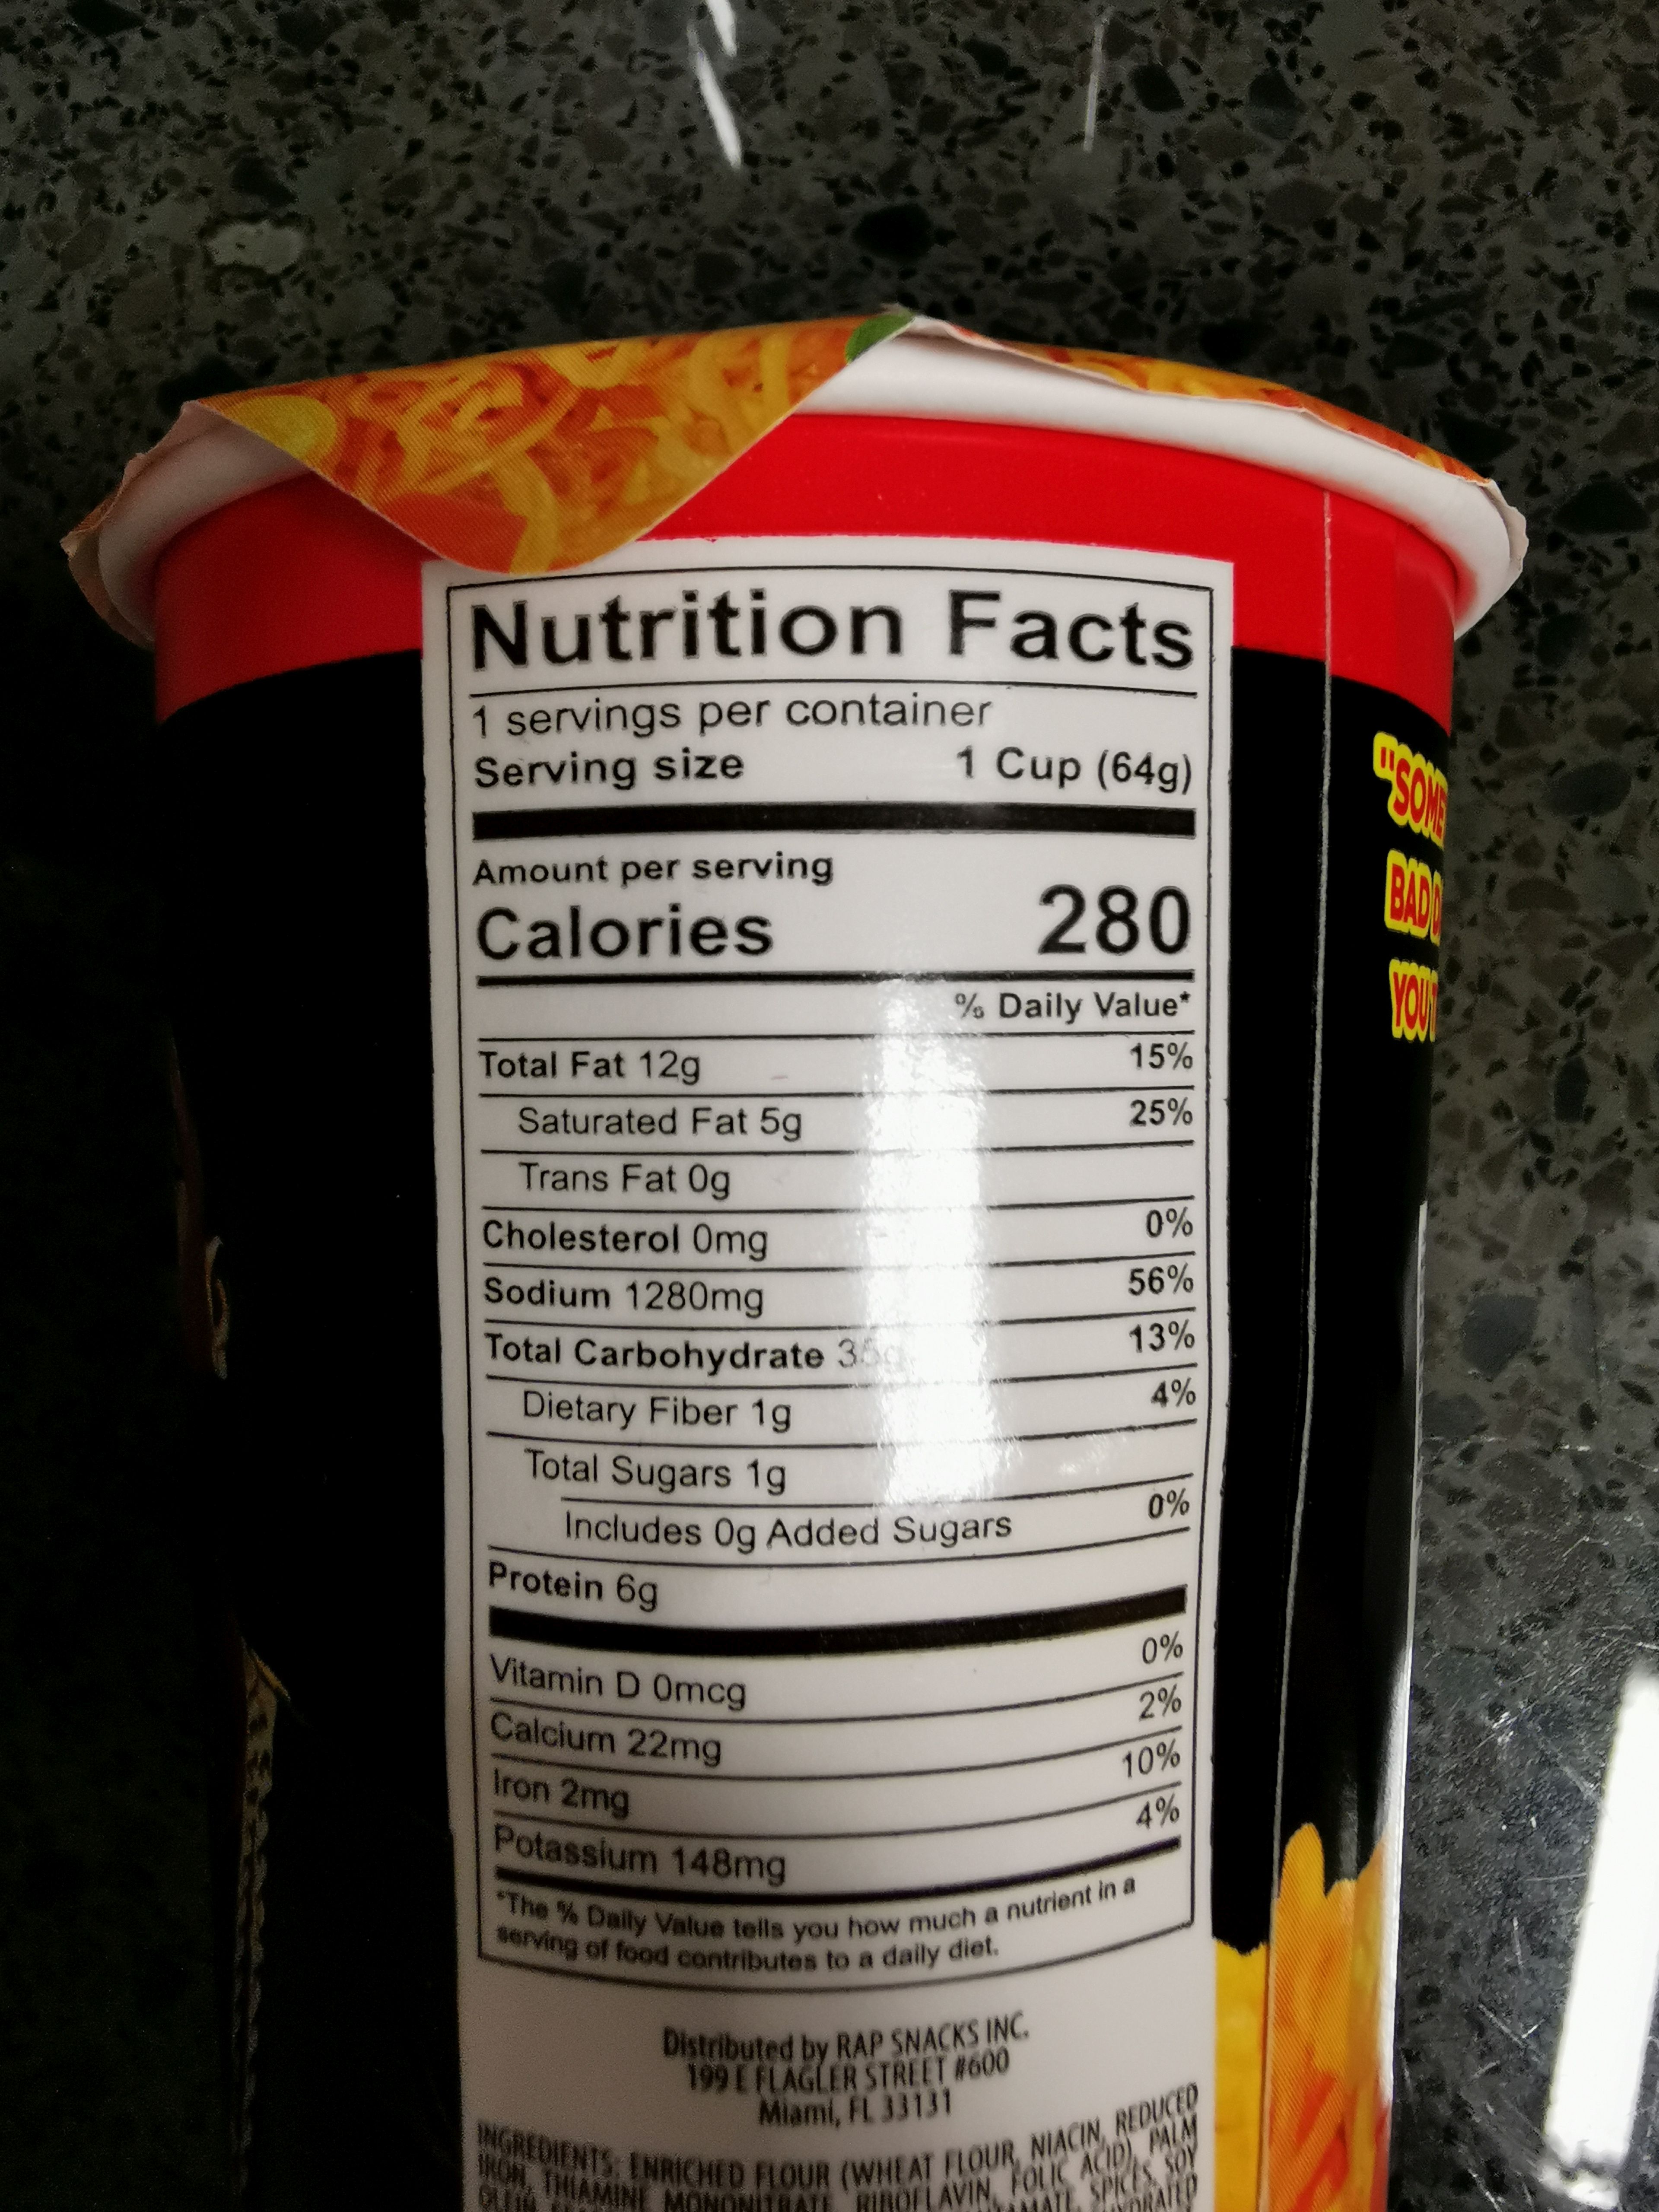 Nutrition Facts
1 servings per container
Serving size 1 Cup (64g)
Amount per serving
Calories 280
% Daily Value*
Total Fat 12g 15%
Saturated Fat 5g 25%
Trans Fat 0g
Cholesterol 0mg 0%
Sodium 1280mg 56%
Total Carbohydrate 13%
Dietary Fiber 1g 4%
Total Sugars 1g
Includes 0g Added Sugars 0%
Protein 6g
Vitamin D 0mcg 0%
Calcium 22mg 2%
Iron 2mg 10%
Potassium 148mg 4%
*The % Daily Value tells you how much a nutrient in a
serving of food contributes to a daily diet.
Distributed by RAP SNACKS INC.
199 E FLAGLER STREET #600
Miami, FL 33131
INGREDIENTS: ENRICHED FLOUR (WHEAT FLOUR, NIACIN, REDUCED
IRON, THIAMINE MONONITRATE, RIBOFLAVIN, FOLIC ACID), PALM
SPICES, SOY
"SOME
BAD
YOU